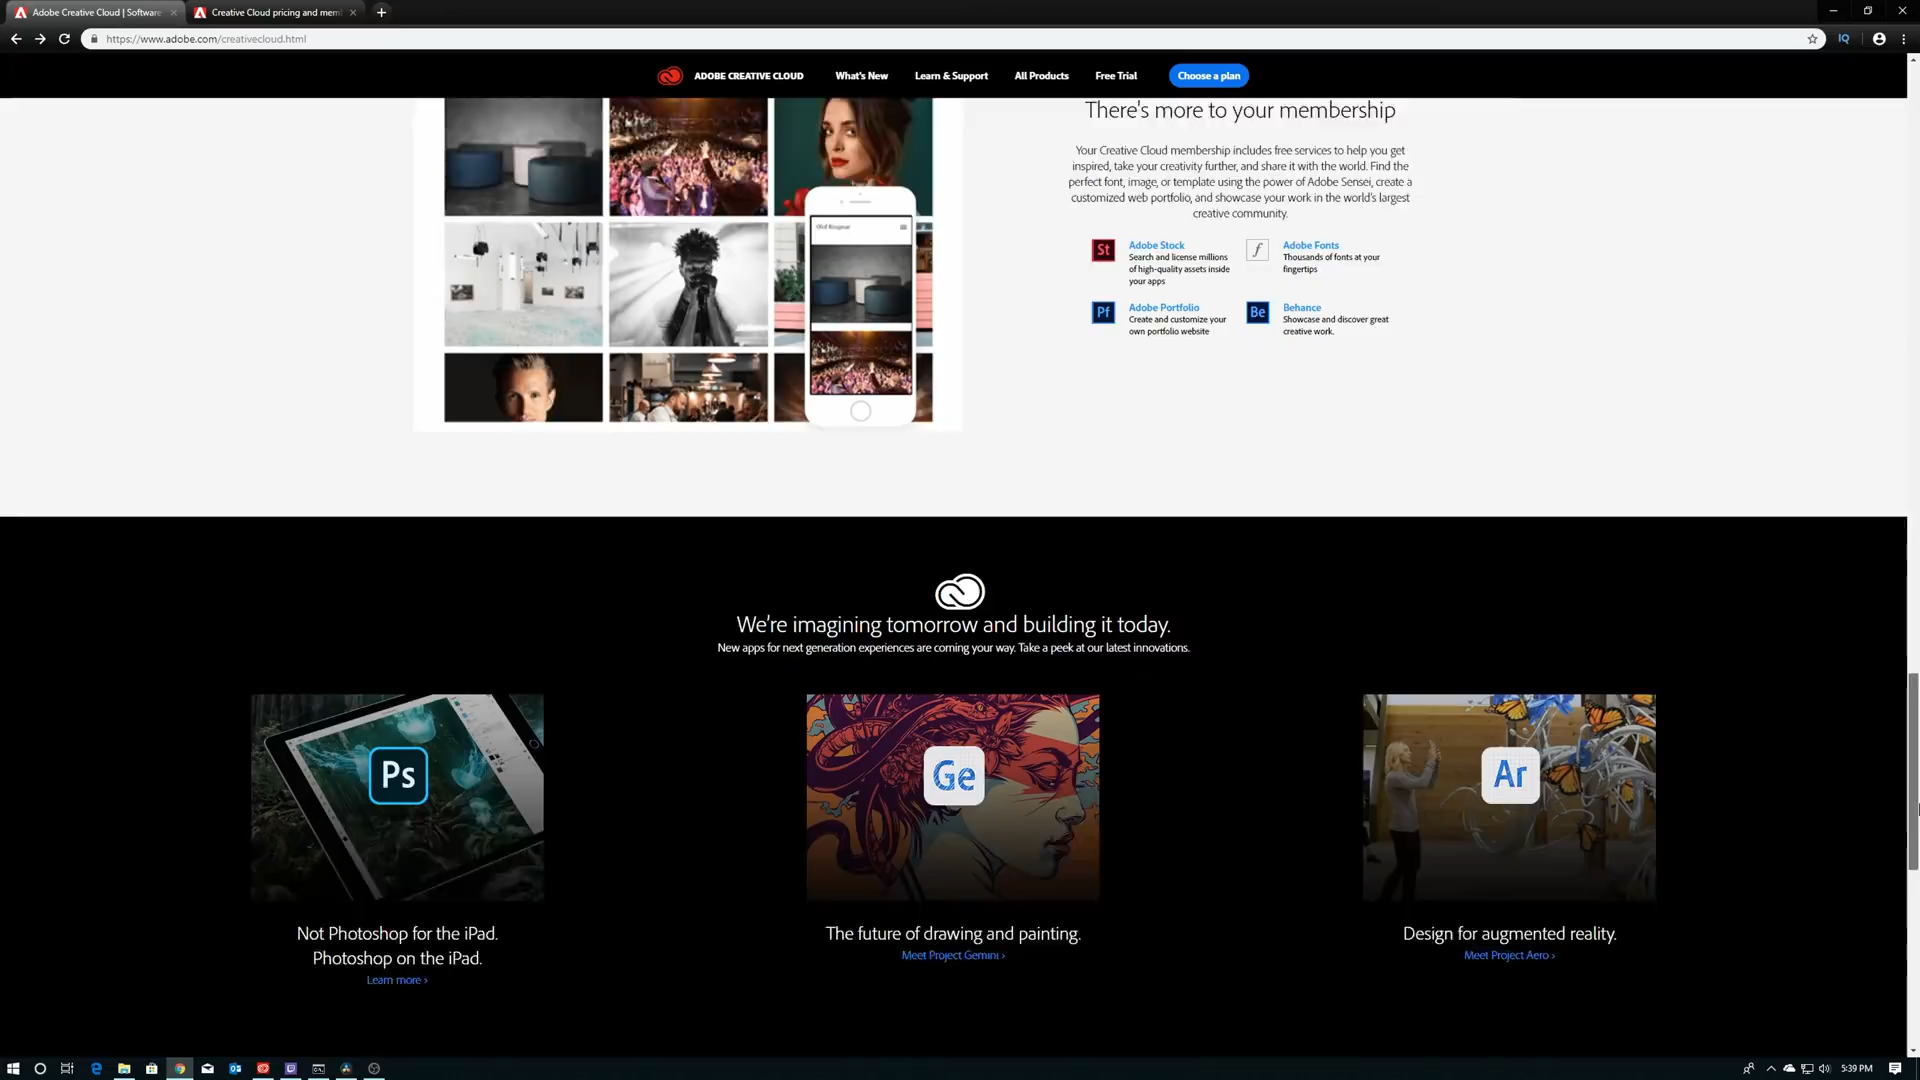 Adobe Creative Cloud | Software
Creative Cloud pricing and mem
https://www.adobe.com/creativecloud.html
IQ
ADOBE CREATIVE CLOUD
What's New
Learn & Support
All Products
Free Trial
Choose a plan
There's more to your membership
Your Creative Cloud membership includes free services to help you get
inspired, take your creativity further, and share it with the world. Find the
perfect font, image, or template using the power of Adobe Sensei, create a
customized web portfolio, and showcase your work in the world's largest
creative community.
St
Adobe Stock
Search and license millions
of high-quality assets inside
your apps
f
Adobe Fonts
Thousands of fonts at your
fingertips
Pf
Adobe Portfolio
Create and customize your
own portfolio website
Be
Behance
Showcase and discover great
creative work.
We're imagining tomorrow and building it today.
New apps for next generation experiences are coming your way. Take a peek at our latest innovations.
Ps
Ge
Ar
Not Photoshop for the iPad.
Photoshop on the iPad.
Learn more ›
The future of drawing and painting.
Meet Project Gemini ›
Design for augmented reality.
Meet Project Aero ›
5:39 PM